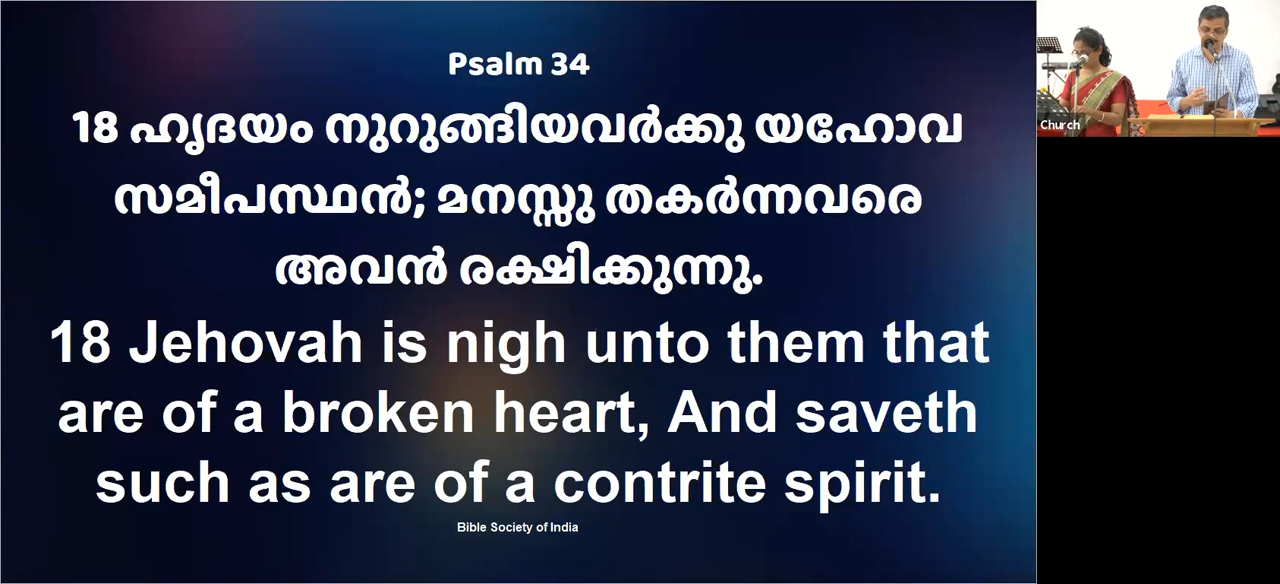 Psalm 34
18 ഹൃദയം നുറുങ്ങിയവർക്കു യഹോവ
സമീപസ്ഥൻ; മനസ്സു തകർന്നവരെ
അവൻ രക്ഷിക്കുന്നു.
18 Jehovah is nigh unto them that
are of a broken heart, And saveth
such as are of a contrite spirit.
Bible Society of India
Church